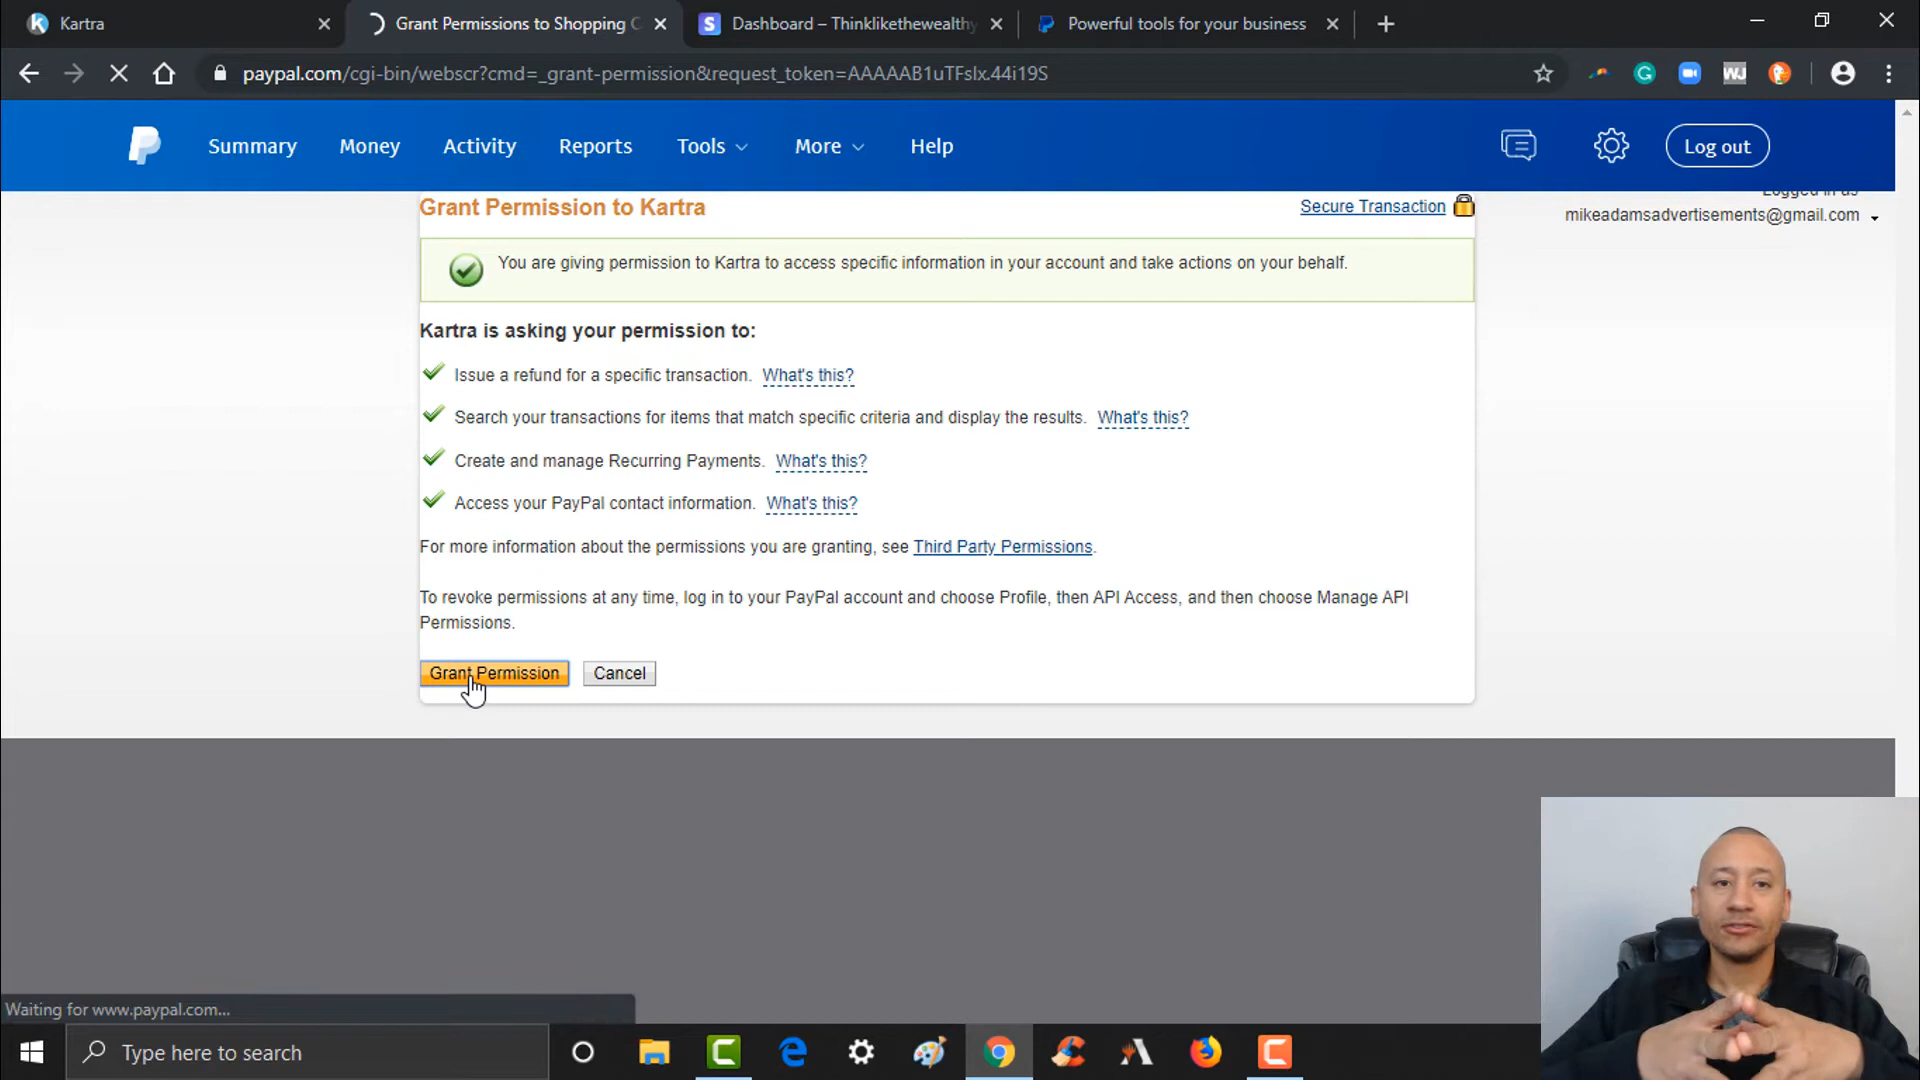 Kartra
Grant Permissions to Shopping C
Dashboard – Thinklikethewealthy
Powerful tools for your business
paypal.com/cgi-bin/webscr?cmd=_grant-permission&request_token=AAAAAB1uTFslx.44i19S
Summary
Money
Activity
Reports
Tools
More
Help
Log out
Grant Permission to Kartra
Secure Transaction
Logged in as
mikeadamsadvertisements@gmail.com
You are giving permission to Kartra to access specific information in your account and take actions on your behalf.
Kartra is asking your permission to:
Issue a refund for a specific transaction. What's this?
Search your transactions for items that match specific criteria and display the results. What's this?
Create and manage Recurring Payments. What's this?
Access your PayPal contact information. What's this?
For more information about the permissions you are granting, see Third Party Permissions.
To revoke permissions at any time, log in to your PayPal account and choose Profile, then API Access, and then choose Manage API
Permissions.
Grant Permission
Cancel
Waiting for www.paypal.com...
Type here to search